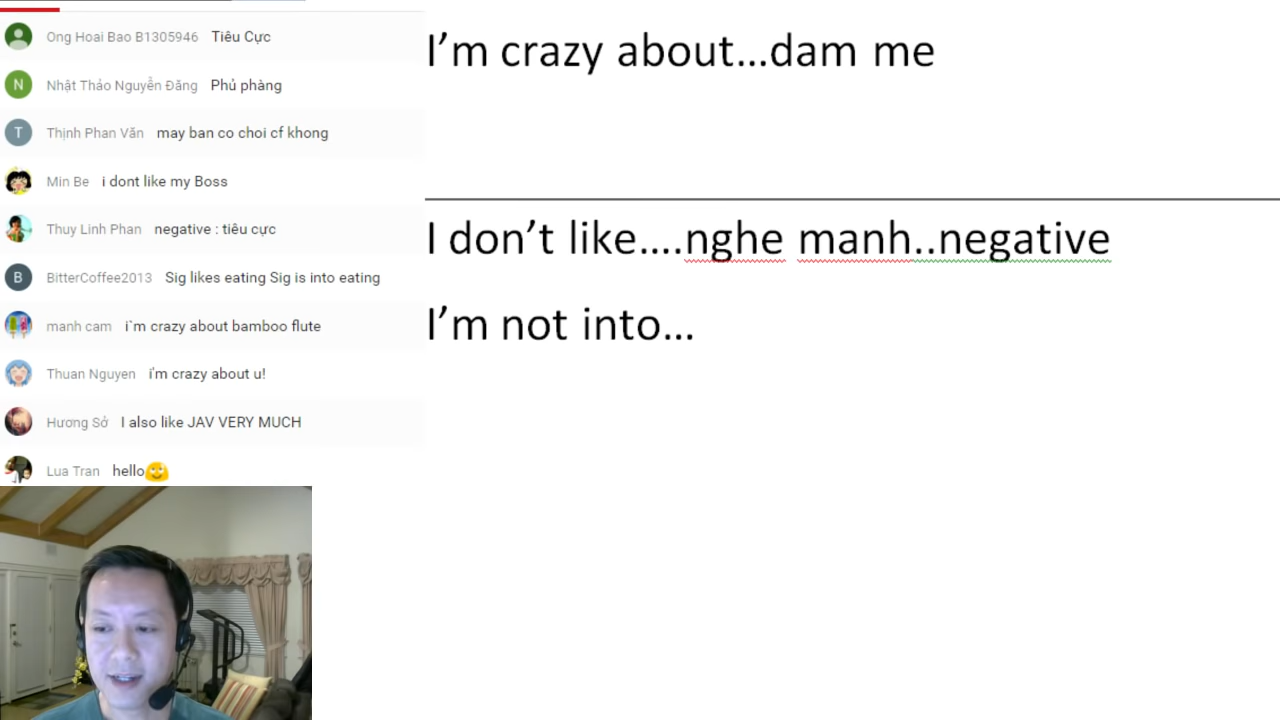 Ong Hoai Bao B1305946 Tiêu Cực
Nhật Thảo Nguyễn Đăng Phủ phàng
Thịnh Phan Văn may ban co choi cf khong
Min Be i dont like my Boss
Thuy Linh Phan negative : tiêu cực
BitterCoffee2013 Sig likes eating Sig is into eating
manh cam i`m crazy about bamboo flute
Thuan Nguyen i'm crazy about u!
Hương Sở I also like JAV VERY MUCH
Lua Tran hello
I’m crazy about...dam me
I don’t like....nghe manh..negative
I’m not into...